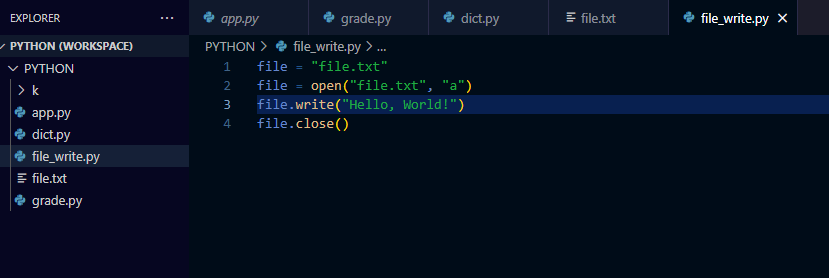 EXPLORER ...
PYTHON (WORKSPACE)
PYTHON
k
app.py
dict.py
file_write.py
file.txt
grade.py
app.py grade.py dict.py file.txt file_write.py
PYTHON > file_write.py > ...
1 file = "file.txt"
2 file = open("file.txt", "a")
3 file.write("Hello, World!")
4 file.close()